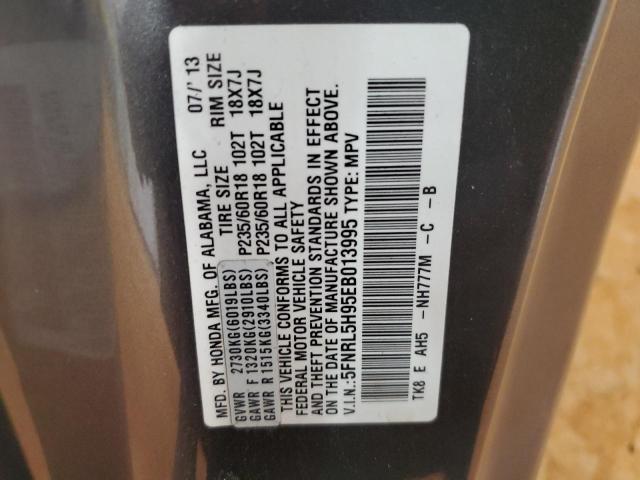 MFD. BY HONDA MFG. OF ALABAMA, LLC 07/'13
TIRE SIZE RIM SIZE
GVWR 2730KG(6019LBS)
GAWR F 1320KG(2910LBS) P235/60R18 102T 18X7J
GAWR R 1515KG(3340LBS) P235/60R18 102T 18X7J
THIS VEHICLE CONFORMS TO ALL APPLICABLE
FEDERAL MOTOR VEHICLE SAFETY
AND THEFT PREVENTION STANDARDS IN EFFECT
ON THE DATE OF MANUFACTURE SHOWN ABOVE.
V.I.N.:5FNRL5H95EB013995 TYPE: MPV
TK8 E AH5 -NH777M -C -B